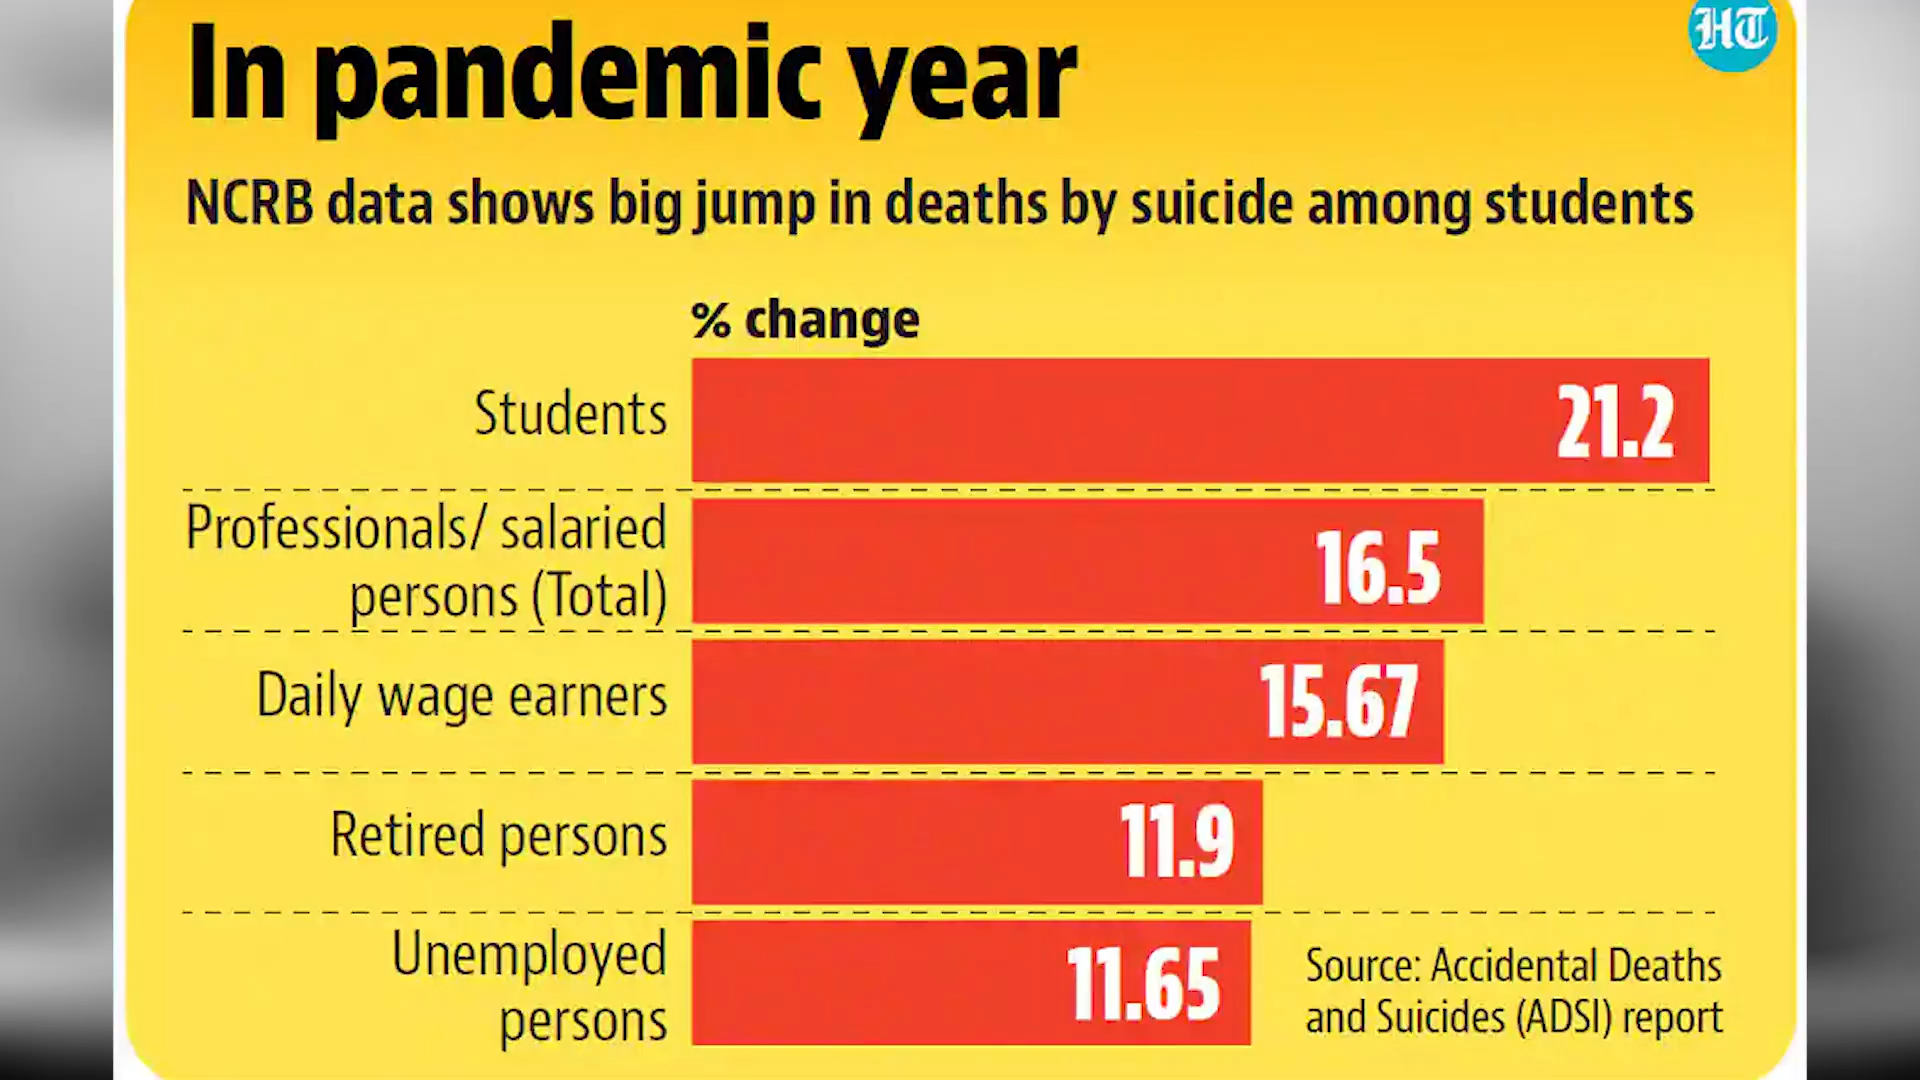 HT
In pandemic year
NCRB data shows big jump in deaths by suicide among students
% change
Students
21.2
Professionals/ salaried
persons (Total)
16.5
Daily wage earners
15.67
Retired persons
11.9
Unemployed
persons
11.65
Source: Accidental Deaths
and Suicides (ADSI) report